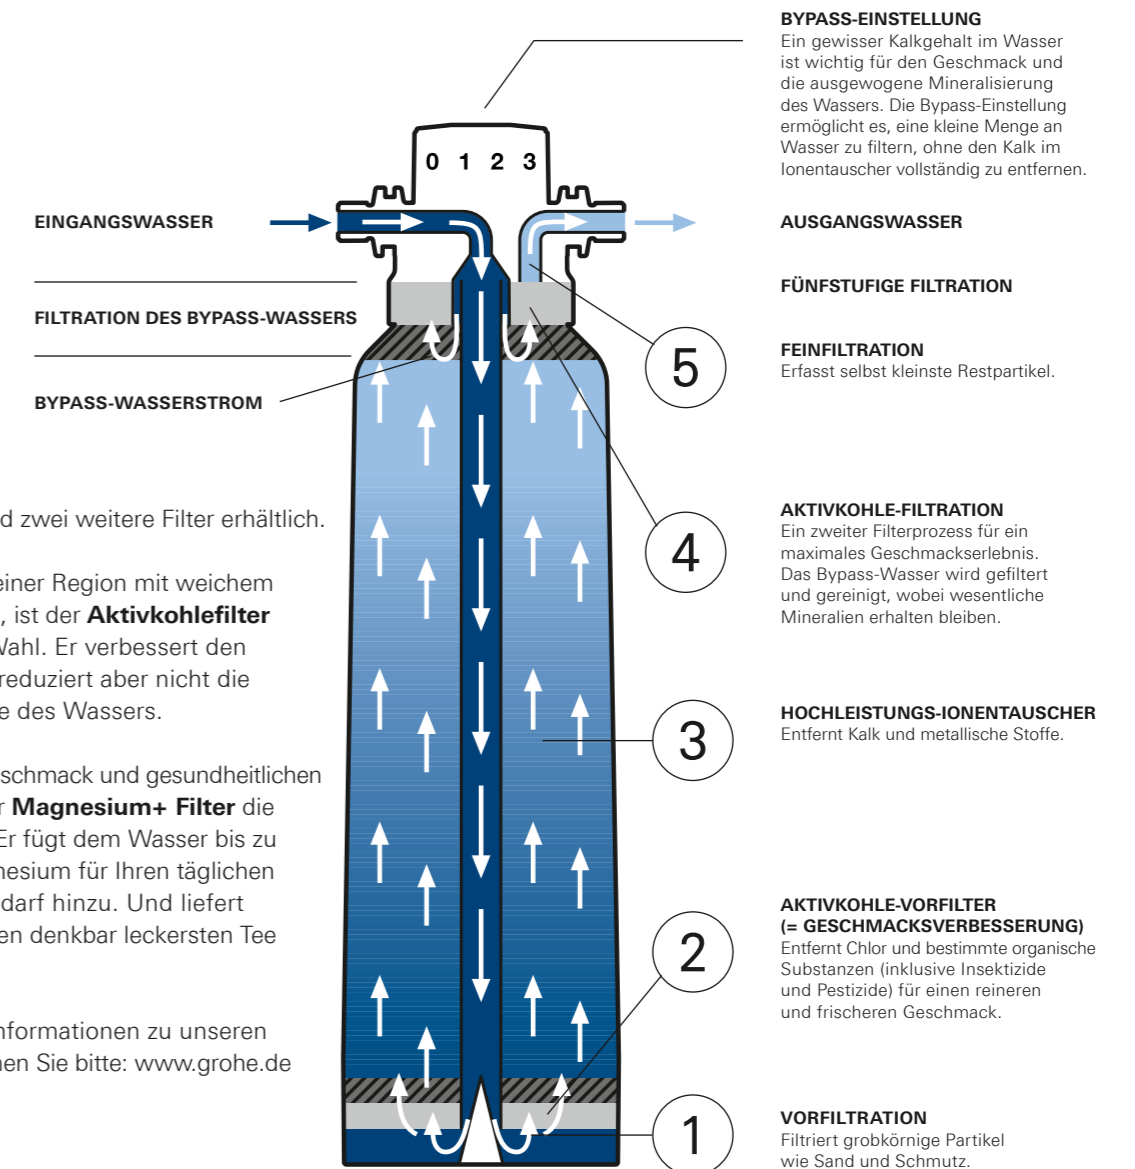 BYPASS-EINSTELLUNG
Ein gewisser Kalkgehalt im Wasser
ist wichtig für den Geschmack und
die ausgewogene Mineralisierung
des Wassers. Die Bypass-Einstellung
ermöglicht es, eine kleine Menge an
Wasser zu filtern, ohne den Kalk im
Ionentauscher vollständig zu entfernen.
0 1 2 3
EINGANGSWASSER
AUSGANGSWASSER
FILTRATION DES BYPASS-WASSERS
BYPASS-WASSERSTROM
FÜNFSTUFIGE FILTRATION
5
FEINFILTRATION
Erfasst selbst kleinste Restpartikel.
4
AKTIVKOHLE-FILTRATION
Ein zweiter Filterprozess für ein
maximales Geschmackserlebnis.
Das Bypass-Wasser wird gefiltert
und gereinigt, wobei wesentliche
Mineralien erhalten bleiben.
3
HOCHLEISTUNGS-IONENTAUSCHER
Entfernt Kalk und metallische Stoffe.
2
AKTIVKOHLE-VORFILTER
(= GESCHMACKSVERBESSERUNG)
Entfernt Chlor und bestimmte organische
Substanzen (inklusive Insektizide
und Pestizide) für einen reineren
und frischeren Geschmack.
1
VORFILTRATION
Filtriert grobkörnige Partikel
wie Sand und Schmutz.
d zwei weitere Filter erhältlich.
einer Region mit weichem
, ist der Aktivkohlefilter
Wahl. Er verbessert den
reduziert aber nicht die
e des Wassers.
schmack und gesundheitlichen
r Magnesium+ Filter die
Er fügt dem Wasser bis zu
nesium für Ihren täglichen
darf hinzu. Und liefert
en denkbar leckersten Tee
nformationen zu unseren
hen Sie bitte: www.grohe.de